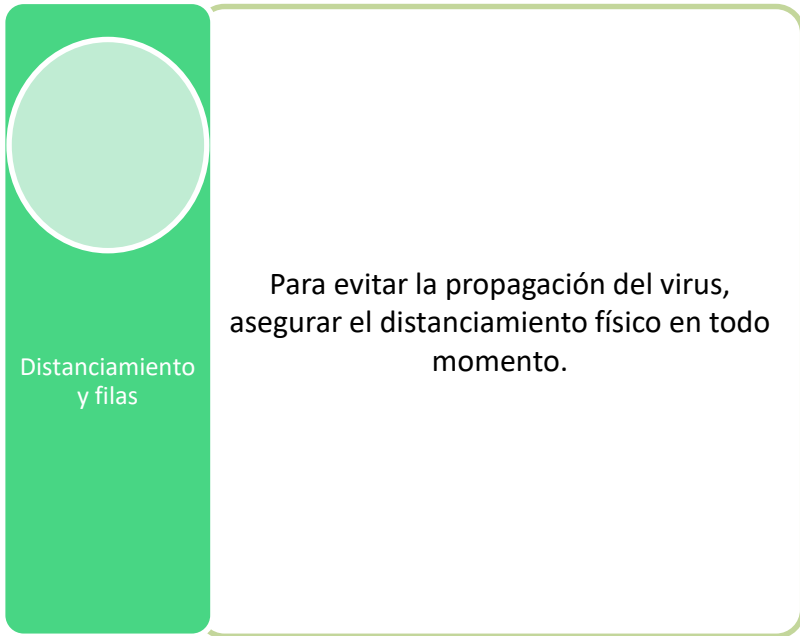 Distanciamiento
y filas
Para evitar la propagación del virus,
asegurar el distanciamiento físico en todo
momento.